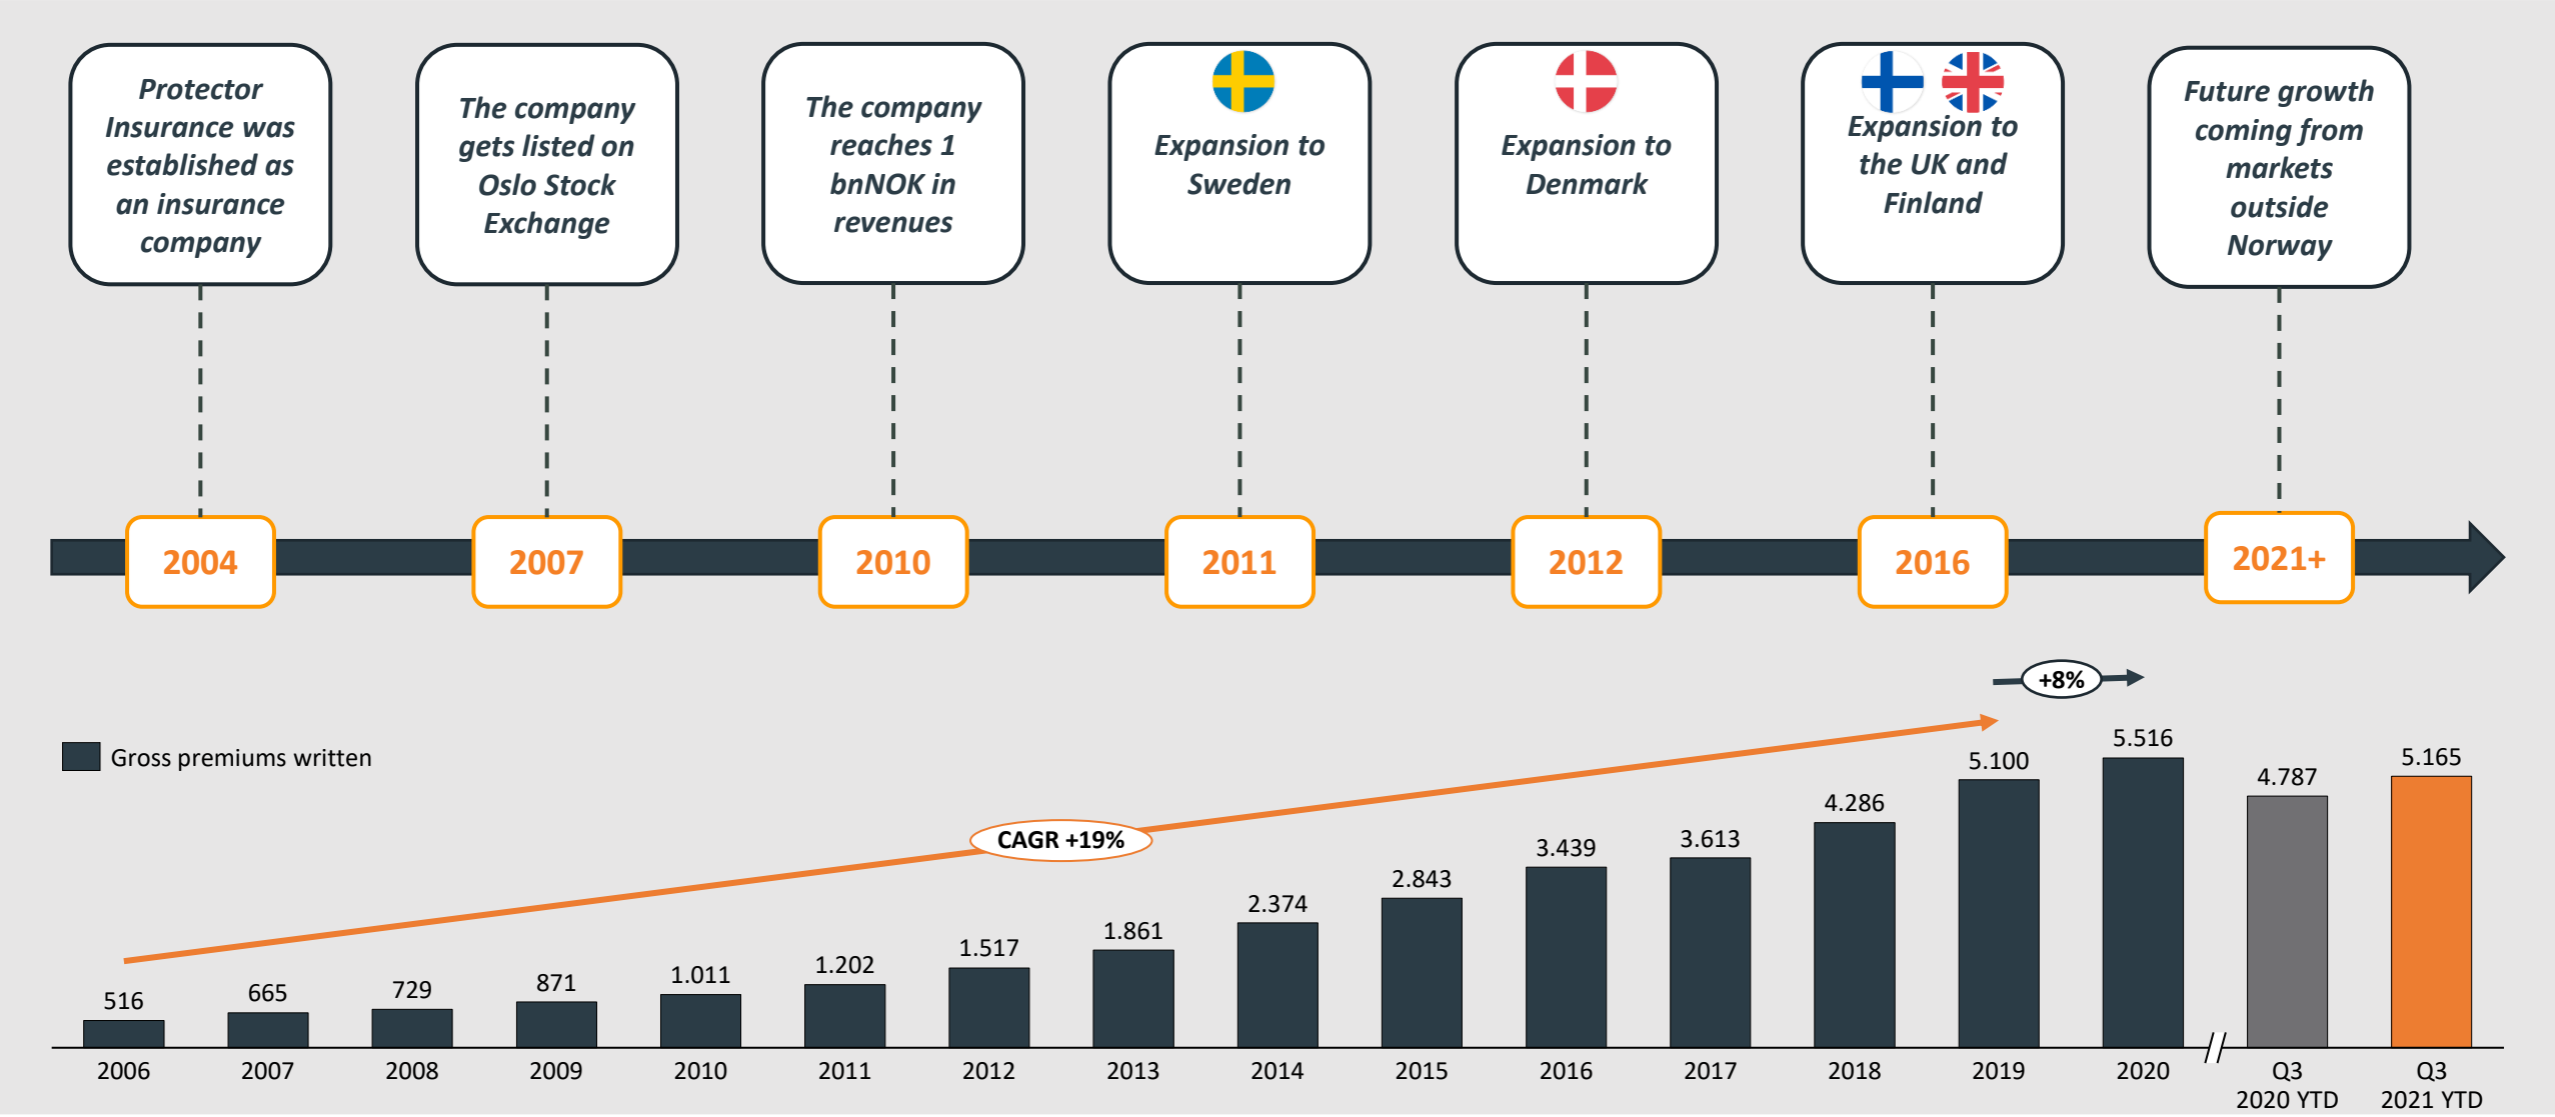 Protector
Insurance was
established as
an insurance
company
The company
gets listed on
Oslo Stock
Exchange
The company
reaches 1
bnNOK in
revenues
Expansion to
Sweden
Expansion to
Denmark
Expansion to
the UK and
Finland
Future growth
coming from
markets
outside
Norway
2004
2007
2010
2011
2012
2016
2021+
+8%
Gross premiums written
CAGR +19%
516
665
729
871
1.011
1.202
1.517
1.861
2.374
2.843
3.439
3.613
4.286
5.100
5.516
4.787
5.165
2006
2007
2008
2009
2010
2011
2012
2013
2014
2015
2016
2017
2018
2019
2020
Q3
2020 YTD
Q3
2021 YTD